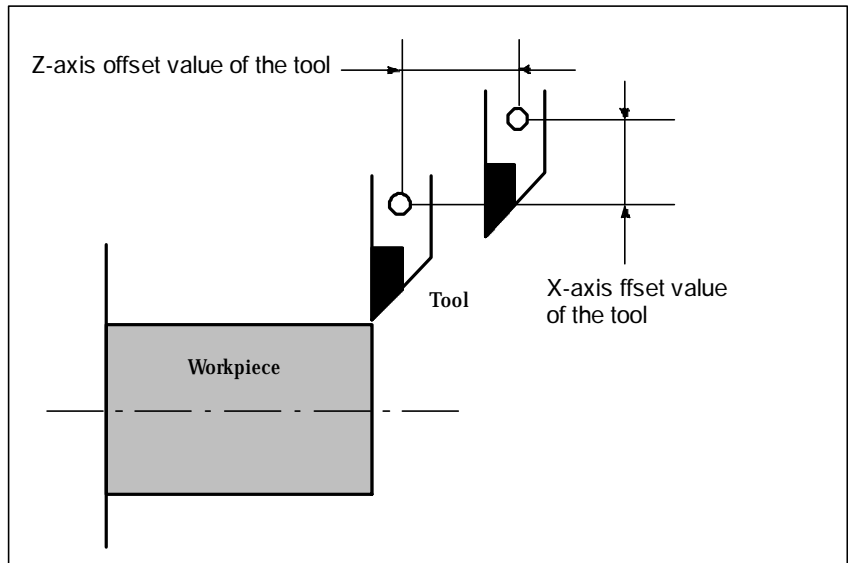 Z-axis offset value of the tool
Tool
X-axis ffset value
of the tool
Workpiece